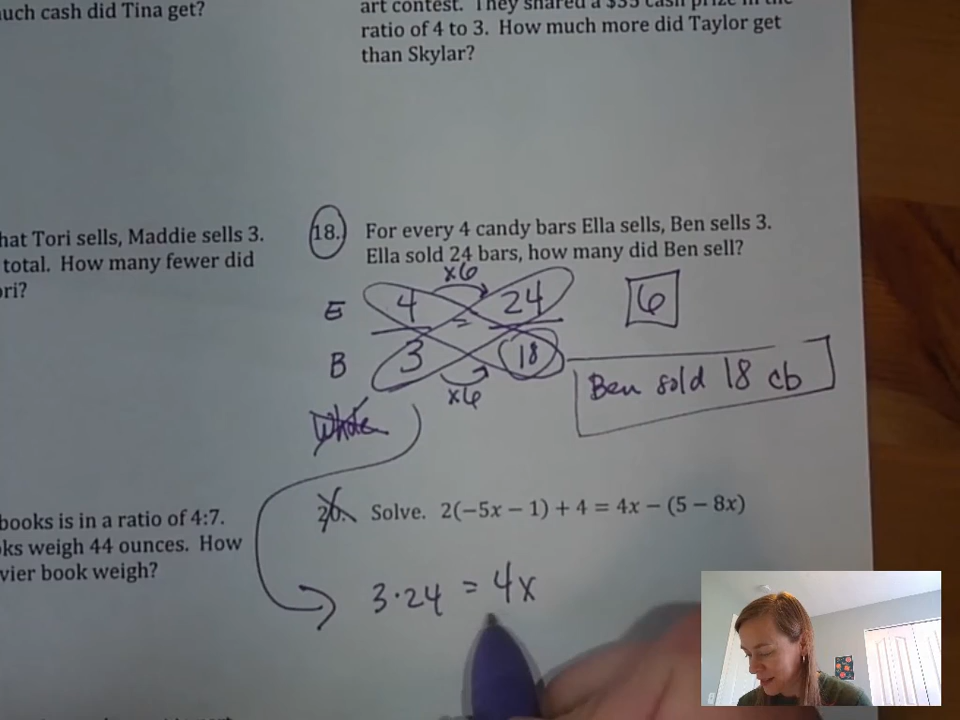 uch cash did Tina get?
art contest. They shared a $35 cash prize in the
ratio of 4 to 3. How much more did Taylor get
than Skylar?
hat Tori sells, Maddie sells 3.
total. How many fewer did
ori?
18. For every 4 candy bars Ella sells, Ben sells 3.
Ella sold 24 bars, how many did Ben sell?
x6
E 4 = 24
6
B 3 18
x6
Ben sold 18 cb
Whole
books is in a ratio of 4:7.
oks weigh 44 ounces. How
vier book weigh?
20. Solve. 2(−5x − 1) + 4 = 4x − (5 − 8x)
3·24 = 4x